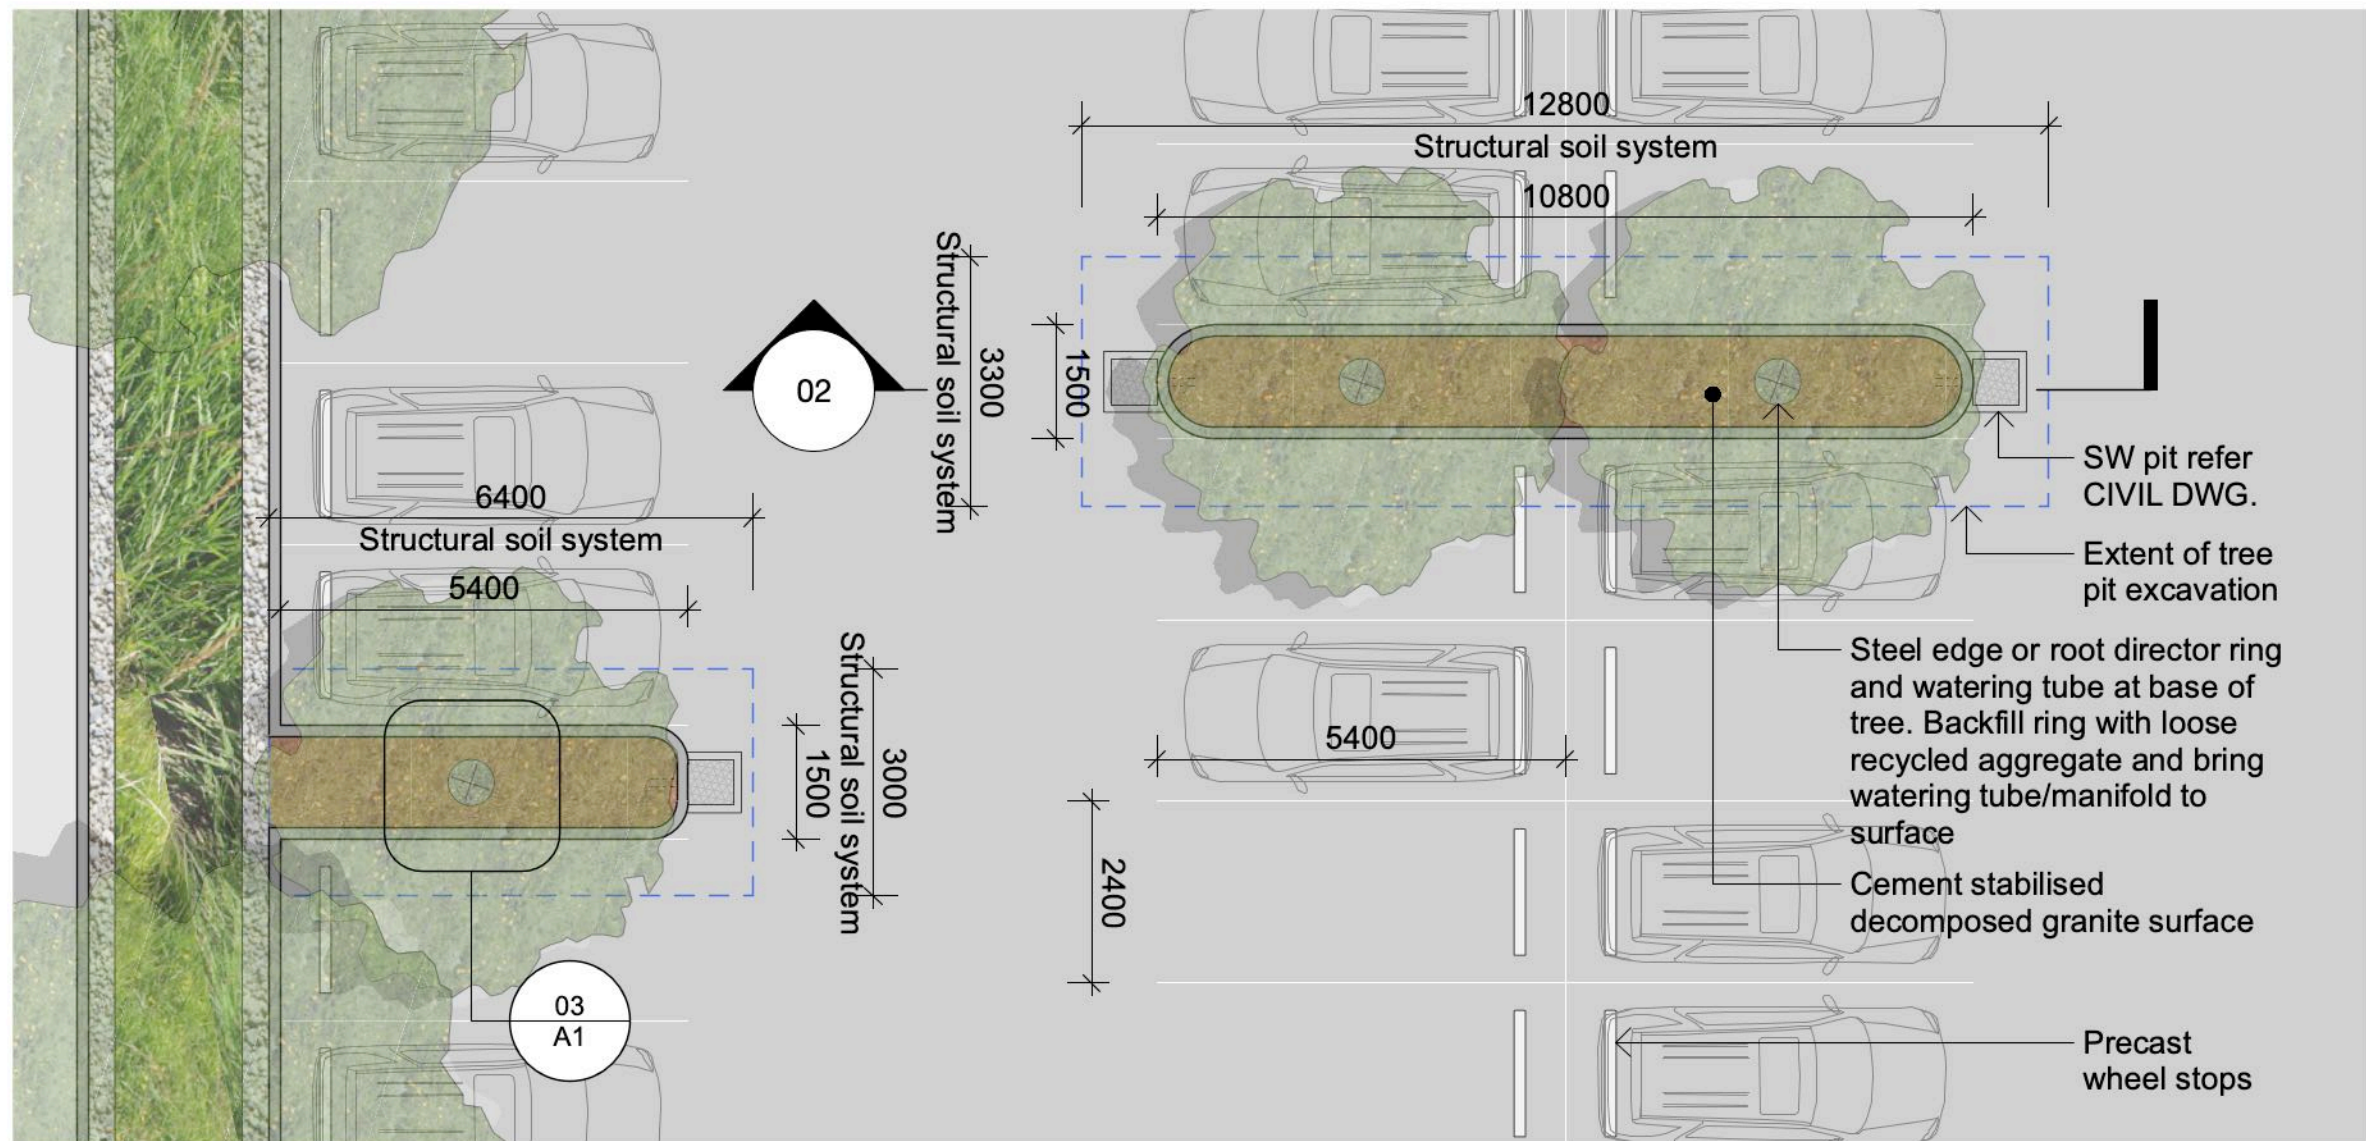 12800
Structural soil system
10800
Structural soil system
3300
1500
02
6400
Structural soil system
5400
Structural soil system
3000
1500
03
A1
5400
2400
SW pit refer
CIVIL DWG.
Extent of tree
pit excavation
Steel edge or root director ring
and watering tube at base of
tree. Backfill ring with loose
recycled aggregate and bring
watering tube/manifold to
surface
Cement stabilised
decomposed granite surface
Precast
wheel stops